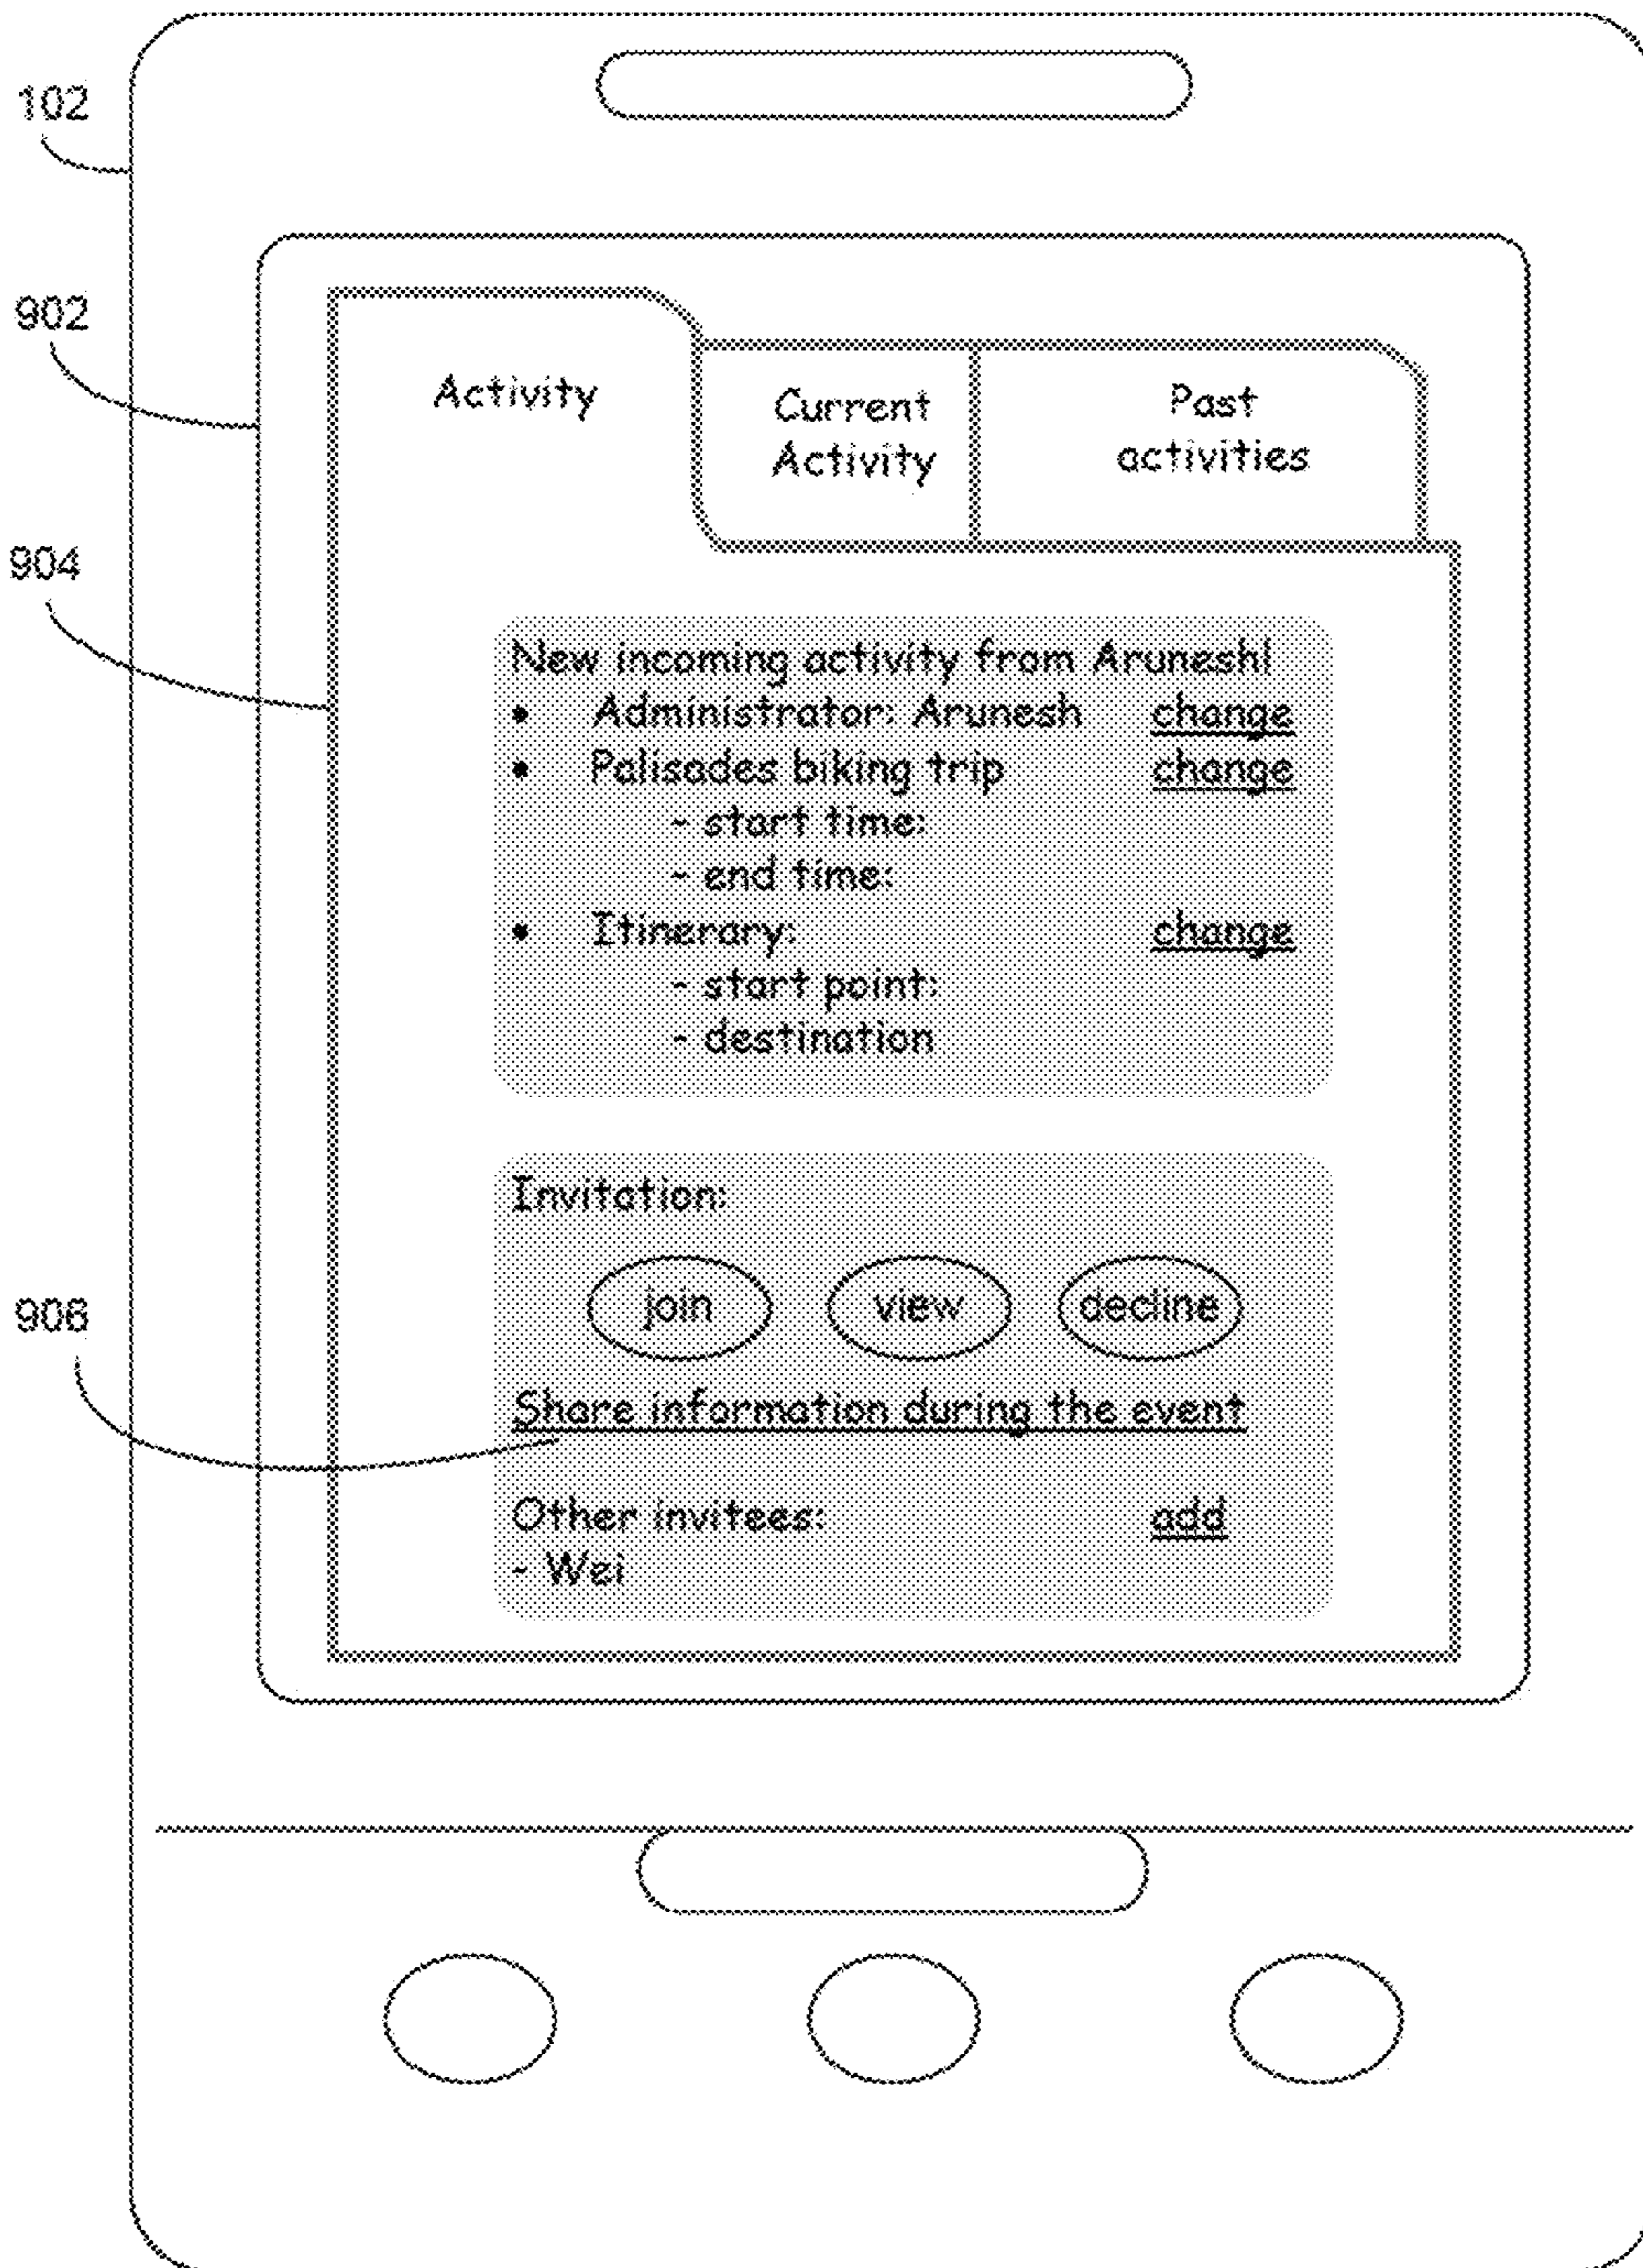 102
902
904
906
Activity
Current
Activity
Past
activities
New incoming activity from Arunesh!
• Administrator: Arunesh change
• Palisades biking trip change
- start time:
- end time:
• Itinerary: change
- start point:
- destination
Invitation:
join view decline
Share information during the event
Other invitees: add
- Wei